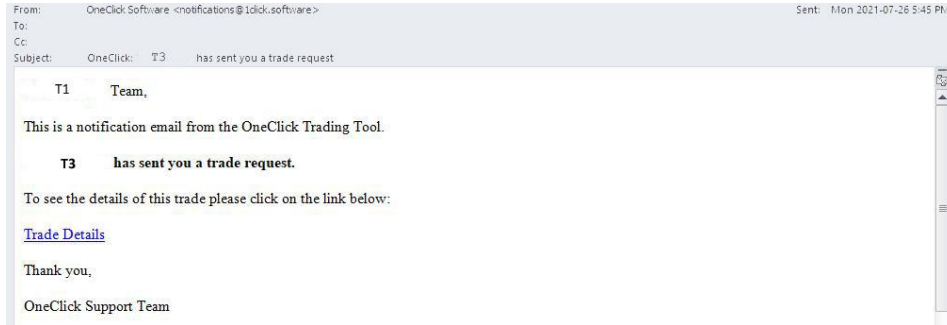 From: OneClick Software <notifications@1click.software> Sent: Mon 2021-07-26 5:45 PM
To:
Cc:
Subject: OneClick: T3 has sent you a trade request
T1 Team,
This is a notification email from the OneClick Trading Tool.
T3 has sent you a trade request.
To see the details of this trade please click on the link below:
Trade Details
Thank you,
OneClick Support Team